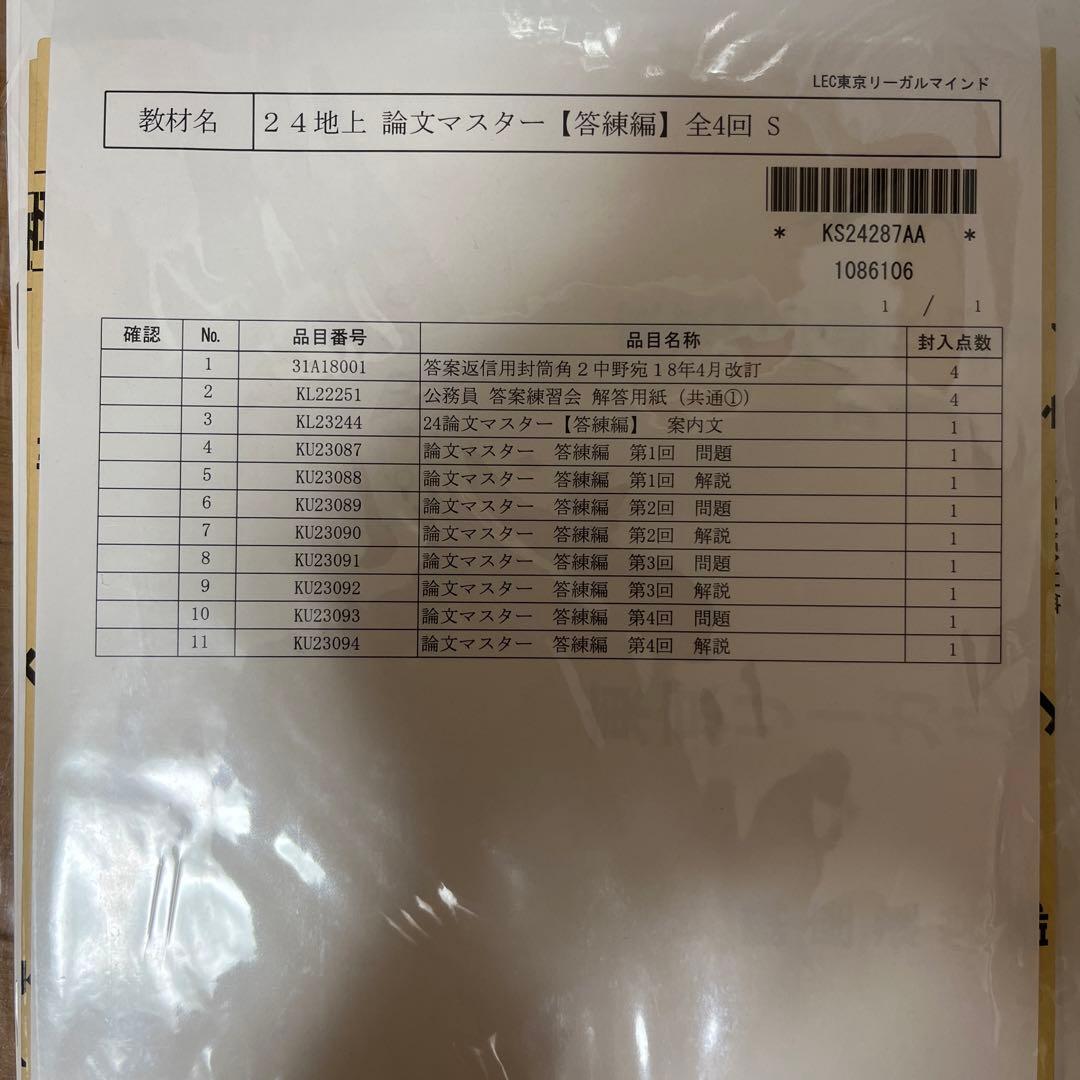 LEC東京リーガルマインド
教材名 ２４地上 論文マスター【答練編】全4回 S
* KS24287AA *
1086106
1 / 1
確認 No. 品目番号 品目名称 封入点数
1 31A18001 答案返信用封筒角２中野宛１８年4月改訂 4
2 KL22251 公務員 答案練習会 解答用紙（共通①） 4
3 KL23244 24論文マスター【答練編】 案内文 1
4 KU23087 論文マスター 答練編 第1回 問題 1
5 KU23088 論文マスター 答練編 第1回 解説 1
6 KU23089 論文マスター 答練編 第2回 問題 1
7 KU23090 論文マスター 答練編 第2回 解説 1
8 KU23091 論文マスター 答練編 第3回 問題 1
9 KU23092 論文マスター 答練編 第3回 解説 1
10 KU23093 論文マスター 答練編 第4回 問題 1
11 KU23094 論文マスター 答練編 第4回 解説 1